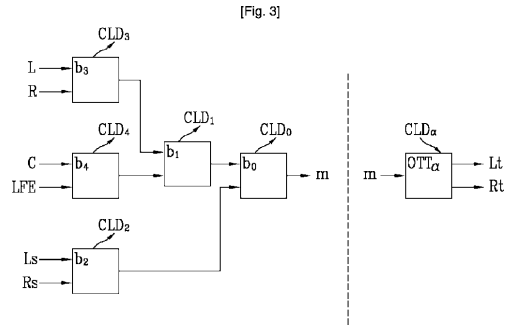 [Fig. 3]
CLD₃
L
b₃
R
CLD₁
CLD₄
CLD₀
CLDα
C
b₄
b₁
b₀
m
m
OTTα
Lt
LFE
Rt
CLD₂
Ls
b₂
Rs